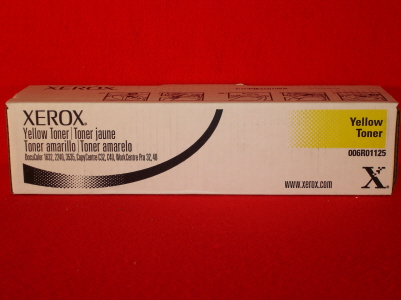 XEROX.
Yellow Toner | Toner jaune
Toner amarillo | Toner amarelo
DocuColor 1632, 2240, 3535, CopyCentre C32, C40, WorkCentre Pro 32, 40
Yellow
Toner
006R01125
www.xerox.com
X